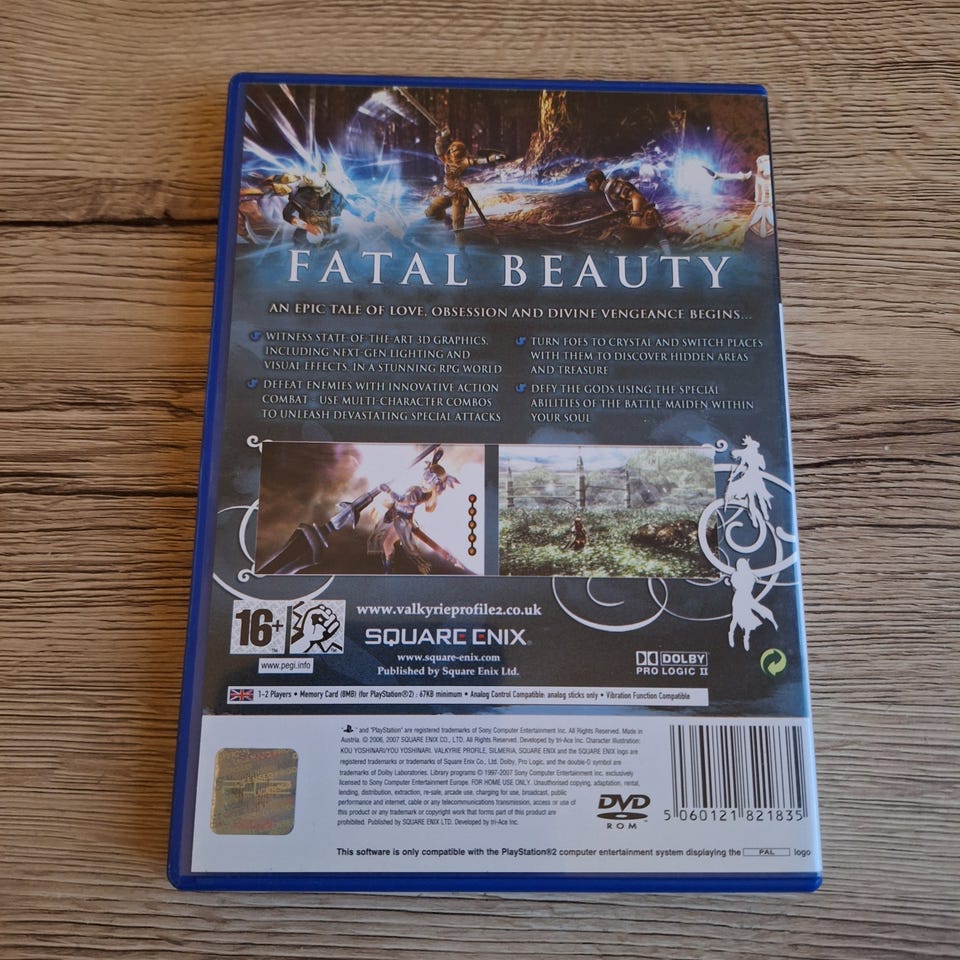 FATAL BEAUTY
AN EPIC TALE OF LOVE, OBSESSION AND DIVINE VENGEANCE BEGINS...
WITNESS STATE-OF-THE-ART 3D GRAPHICS,
INCLUDING NEXT-GEN LIGHTING AND
VISUAL EFFECTS, IN A STUNNING RPG WORLD
DEFEAT ENEMIES WITH INNOVATIVE ACTION
COMBAT - USE MULTI-CHARACTER COMBOS
TO UNLEASH DEVASTATING SPECIAL ATTACKS
TURN FOES TO CRYSTAL AND SWITCH PLACES
WITH THEM TO DISCOVER HIDDEN AREAS
AND TREASURE
DEFY THE GODS USING THE SPECIAL
ABILITIES OF THE BATTLE MAIDEN WITHIN
YOUR SOUL
16+™
www.pegi.info
www.valkyrieprofile2.co.uk
SQUARE ENIX®
www.square-enix.com
Published by Square Enix Ltd.
DOLBY
PRO LOGIC II
1-2 Players • Memory Card (8MB) (for PlayStation®2) : 67KB minimum • Analog Control Compatible: analog sticks only • Vibration Function Compatible
" and "PlayStation" are registered trademarks of Sony Computer Entertainment Inc. All Rights Reserved. Made in
Austria. © 2006, 2007 SQUARE ENIX CO., LTD. All Rights Reserved. Developed by tri-Ace Inc. Character illustration:
KOU YOSHINARI/YOU YOSHINARI. VALKYRIE PROFILE, SILMERIA, SQUARE ENIX and the SQUARE ENIX logo are
registered trademarks or trademarks of Square Enix Co., Ltd. Dolby, Pro Logic, and the double-D symbol are
trademarks of Dolby Laboratories. Library programs © 1997-2007 Sony Computer Entertainment Inc. exclusively
licensed to Sony Computer Entertainment Europe. FOR HOME USE ONLY. Unauthorised copying, adaptation, rental,
lending, distribution, extraction, re-sale, arcade use, charging for use, broadcast, public
performance and internet, cable or any telecommunications transmission, access or use of
this product or any trademark or copyright work that forms part of this product are
prohibited. Published by SQUARE ENIX LTD. Developed by tri-Ace Inc.
DVD
ROM
5 060121 821835
This software is only compatible with the PlayStation®2 computer entertainment system displaying the PAL logo